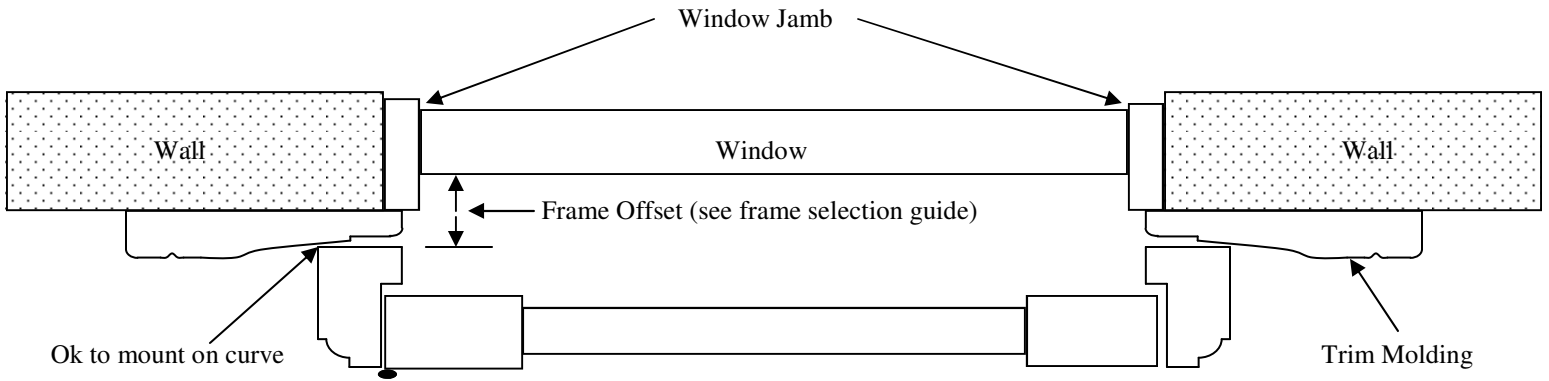 Window Jamb
Wall
Window
Wall
Frame Offset (see frame selection guide)
Ok to mount on curve
Trim Molding